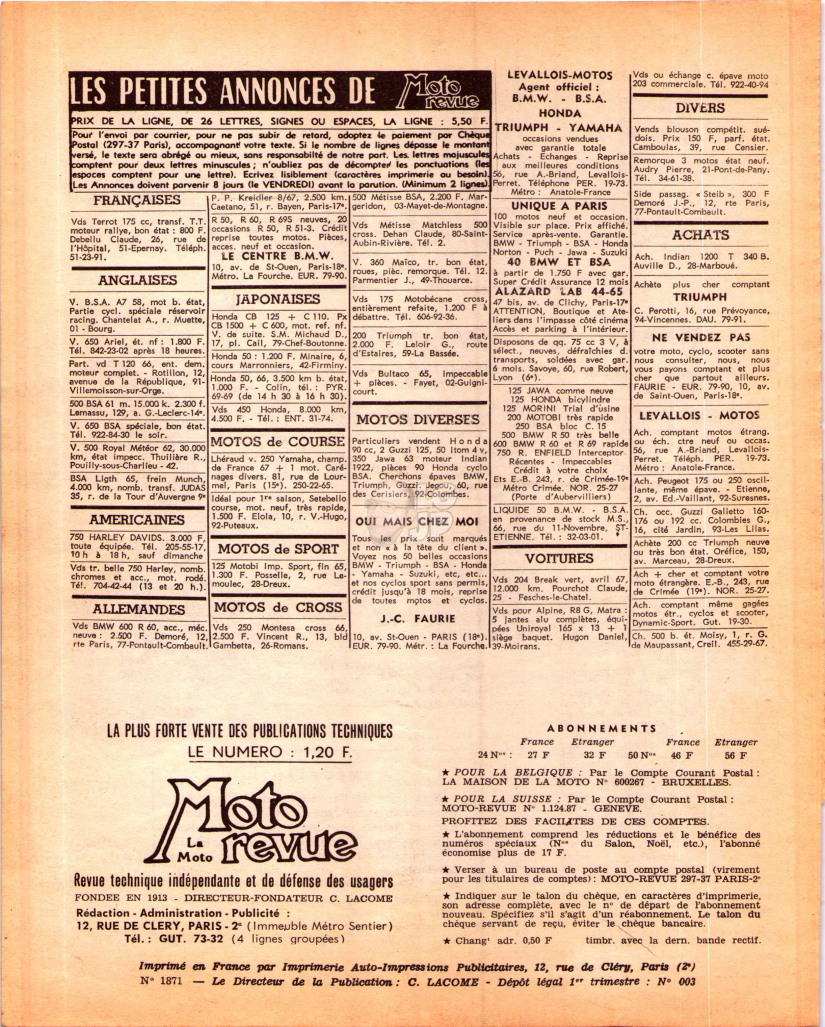 LES PETITES ANNONCES DE Moto revue
PRIX DE LA LIGNE, DE 26 LETTRES, SIGNES OU ESPACES, LA LIGNE : 5,50 F.
Pour l'envoi par courrier, pour ne pas subir de retard, adoptez le paiement par Chèque
Postal (297-37 Paris), accompagnant votre texte. Si le nombre de lignes dépasse le montant
versé, le texte sera abrégé au mieux, sans responsabilté de notre part. Les lettres majuscules
comptent pour deux lettres minuscules ; n'oubliez pas de décompter les ponctuations (les
espaces comptent pour une lettre). Ecrivez lisiblement (caractères imprimerie au besoin).
Les Annonces doivent parvenir 8 jours (le VENDREDI) avant la parution. (Minimum 2 lignes)
FRANÇAISES
Vds Terrot 175 cc, transf. T.T.
moteur rallye, bon état : 800 F.
Debellu Claude, 26, rue de
l'Hôpital, 51-Epernay. Téléph.
51-23-91.
ANGLAISES
V. B.S.A. A7 58, mot b. état,
Partie cycl. spéciale réservoir
racing. Chantelat A., r. Muette,
01 - Bourg.
V. 650 Ariel, ét. nf : 1.800 F.
Tél. 842-23-02 après 18 heures.
Part. vd T 120 66, ent. dem.
moteur complet. - Rotillon, 12,
avenue de la République, 91-
Villemoisson-sur-Orge.
500 BSA 61 m. 15.000 k. 2.300 f.
Lemassu, 129, a. G.-Leclerc-14e.
V. 650 BSA spéciale, bon état.
Tél. 922-84-30 le soir.
V. 500 Royal Météor 62, 30.000
km, état impecc. Thuillère R.,
Pouilly-sous-Charlieu - 42.
BSA Ligth 65, frein Munch,
4.000 km, nomb. transf. JUDAS
35, r. de la Tour d'Auvergne 9e
AMERICAINES
750 HARLEY DAVIDS. 3.000 F,
toute équipée. Tél. 205-55-17,
10 h à 18 h, sauf dimanche
Vds tr. belle 750 Harley, nomb.
chromes et acc., mot. rodé.
Tél. 704-42-44 (13 et 20 h.).
ALLEMANDES
Vds BMW 600 R 60, acc., méc.
neuve : 2.500 F. Demoré, 12,
rte Paris, 77-Pontault-Combault.
P. P. Kreidler 8/67, 2.500 km.
Caetano, 51, r. Bayen, Paris-17e.
R 50, R 60, R 69S neuves, 20
occasions R 50, R 51-3. Crédit
reprise toutes motos. Pièces,
acces. neuf et occasion.
LE CENTRE B.M.W.
10, av. de St-Ouen, Paris-18e.
Métro. La Fourche. EUR. 79-90.
JAPONAISES
Honda CB 125 + C 110. Px
CB 1500 + C 600, mot. ref. nf.
V. de suite. S.M. Michaud D.,
17, pl. Cail, 79-Chef-Boutonne.
Honda 50 : 1.200 F. Minaire, 6,
cours Marronniers, 42-Firminy.
Honda 50, 66, 3.500 km b. état,
1.000 F. - Colin, tél. : PYR.
69-69 (de 14 h 30 à 16 h 30).
Vds 450 Honda, 8.000 km,
4.500 F. - Tél. : ENT. 31-74.
MOTOS de COURSE
Lhéraud v. 250 Yamaha, champ.
de France 67 + 1 mot. Caré-
nages divers. 81, rue de Lour-
mel, Paris (15e). 250-22-65.
Idéal pour 1re saison, Setebello
course, mot. neuf, très rapide,
1.500 F. Elola, 10, r. V.-Hugo,
92-Puteaux.
MOTOS de SPORT
125 Motobi Imp. Sport, fin 65,
1.300 F. Posselle, 2, rue Le-
moulec, 28-Dreux.
MOTOS de CROSS
Vds 250 Montesa cross 66,
2.500 F. Vincent R., 13, bld
Gambetta, 26-Romans.
500 Métisse BSA, 2.200 F. Mar-
geridon, 03-Mayet-de-Montagne.
Vds Métisse Matchless 500
cross. Dehan Claude, 80-Saint-
Aubin-Rivière. Tél. 2.
V. 360 Maïco, tr. bon état,
roues, pièc. remorque. Tél. 12.
Parmentier J., 49-Thouarce.
Vds 175 Motobécane cross,
entièrement refaite, 1.200 F à
débattre. Tél. 606-92-36.
200 Triumph tr. bon état,
2.000 F. Laloir G., route
d'Estaires, 59-La Bassée.
Vds Bultaco 65, impeccable
+ pièces. - Fayet, 02-Guigni-
court.
MOTOS DIVERSES
Particuliers vendent Honda
90 cc, 2 Guzzi 125, 50 Itom 4 v,
350 Jawa 63 moteur Indian
1922, pièces 90 Honda cyclo
BSA. Cherchons épaves BMW,
Triumph, Guzzi. Jegou, 60, rue
des Cerisiers, 92-Colombes.
OUI MAIS CHEZ MOI
Tous les prix sont marqués
et non « à la tête du client ».
Voyez nos 50 belles occasions
BMW - Triumph - BSA - Honda
- Yamaha - Suzuki, etc, etc...
et nos cyclos sport sans permis,
crédit jusqu'à 18 mois, reprise
de toutes motos et cyclos.
J.-C. FAURIE
10, av. St-Ouen - PARIS (18e).
EUR. 79-90. Métr. : La Fourche.
LEVALLOIS-MOTOS
Agent officiel :
B.M.W. - B.S.A.
HONDA
TRIUMPH - YAMAHA
occasions vendues
avec garantie totale
Achats - Echanges - Reprise
aux meilleures conditions
56, rue A.-Briand, Levallois-
Perret. Téléphone PER. 19-73.
Métro : Anatole-France
UNIQUE A PARIS
100 motos neuf et occasion.
Visible sur place. Prix affiché.
Service après-vente. Garantie.
BMW - Triumph - BSA - Honda
Norton - Puch - Jawa - Suzuki
40 BMW ET BSA
à partir de 1.750 F avec gar.
Super Crédit Assurance 12 mois
ALAZARD LAB 44-65
47 bis, av. de Clichy, Paris-17e
ATTENTION, Boutique et Ate-
liers dans l'impasse côté cinéma
Accès et parking à l'intérieur.
Disposons de qq. 75 cc 3 V, à
sélect., neuves, défraîchies d.
transports, soldées avec gar.
6 mois. Savoye, 60, rue Robert,
Lyon (6e).
125 JAWA comme neuve
125 HONDA bicylindre
125 MORINI Trial d'usine
200 MOTOBI très rapide
250 BSA bloc C. 15
500 BMW R 50 très belle
600 BMW R 60 et R 69 rapide
750 R. ENFIELD Interceptor
Récentes - Impeccables
Crédit à votre choix
Ets E.-B. 243, r. de Crimée-19e
Métro Crimée. NOR. 25-27
(Porte d'Aubervilliers)
LIQUIDE 50 B.M.W. - B.S.A.
en provenance de stock M.S.,
66, rue du 11-Novembre, ST-
ETIENNE. Tél. : 32-03-01.
VOITURES
Vds 204 Break vert, avril 67,
12.000 km. Pourchot Claude,
25 - Fesches-le-Chatel.
Vds pour Alpine, R8 G, Matra :
5 jantes alu complètes, équi-
pées Uniroyal 165 x 13 + 1
siège baquet. Hugon Daniel,
39-Moirans.
Vds ou échange c. épave moto
203 commerciale. Tél. 922-40-94
DIVERS
Vends blouson compétit. sué-
dois. Prix 150 F, par. état.
Camboulas, 39, rue Censier.
Remorque 3 motos état neuf.
Audry Pierre, 21-Pont-de-Pany.
Tél. 34-61-38.
Side passag. « Steib », 300 F
Demoré J.-P., 12, rte Paris,
77-Pontault-Combault.
ACHATS
Ach. Indian 1200 T 340 B.
Auville D., 28-Marboué.
Achète plus cher comptant
TRIUMPH
C. Perotti, 16, rue Prévoyance,
94-Vincennes. DAU. 79-91.
NE VENDEZ PAS
votre moto, cyclo, scooter sans
nous consulter, nous, nous
vous payons comptant et plus
cher que partout ailleurs.
FAURIE - EUR. 79-90, 10, av.
de Saint-Ouen, Paris-18e.
LEVALLOIS - MOTOS
Ach. comptant motos étrang.
ou éch. ctre neuf ou occas.
56, rue A.-Briand, Levallois-
Perret. Téléph. PER. 19-73.
Métro : Anatole-France.
Ach. Peugeot 175 ou 250 oscil-
lante, même épave. - Etienne,
2, av. Ed.-Vaillant, 92-Suresnes.
Ch. occ. Guzzi Galletto 160-
176 ou 192 cc. Colombies G.,
16, cité Jardin, 93-Les Lilas.
Achète 200 cc Triumph neuve
ou très bon état. Oréfice, 150,
av. Marceau, 28-Dreux.
Ach + cher et comptant votre
moto étrangère. E.-B., 243, rue
de Crimée (19e). NOR. 25-27.
Ach. comptant même gagées
motos étr., cyclos et scooter,
Dynamic-Sport. Gut. 19-30.
Ch. 500 b. ét. Moisy, 1, r. G.
de Maupassant, Creil. 455-29-67.
LA PLUS FORTE VENTE DES PUBLICATIONS TECHNIQUES
LE NUMERO : 1,20 F.
Moto revue
La Moto
Revue technique indépendante et de défense des usagers
FONDEE EN 1913 - DIRECTEUR-FONDATEUR C. LACOME
Rédaction - Administration - Publicité :
12, RUE DE CLERY, PARIS - 2e (Immeuble Métro Sentier)
Tél. : GUT. 73-32 (4 lignes groupées)
ABONNEMENTS
France Etranger France Etranger
24 Nos : 27 F 32 F 50 Nos 46 F 56 F
★ POUR LA BELGIQUE : Par le Compte Courant Postal :
LA MAISON DE LA MOTO N° 600267 - BRUXELLES.
★ POUR LA SUISSE : Par le Compte Courant Postal :
MOTO-REVUE N° 1.124.87 - GENEVE.
PROFITEZ DES FACILITES DE CES COMPTES.
★ L'abonnement comprend les réductions et le bénéfice des
numéros spéciaux (Nos du Salon, Noël, etc.), l'abonné
économise plus de 17 F.
★ Verser à un bureau de poste au compte postal (virement
pour les titulaires de comptes) : MOTO-REVUE 297-37 PARIS-2e
★ Indiquer sur le talon du chèque, en caractères d'imprimerie,
son adresse complète, avec le n° de départ de l'abonnement
nouveau. Spécifiez s'il s'agit d'un réabonnement. Le talon du
chèque servant de reçu, éviter le chèque bancaire.
★ Changt adr. 0,50 F timbr. avec la dern. bande rectif.
Imprimé en France par Imprimerie Auto-Impressions Publicitaires, 12, rue de Cléry, Paris (2e)
N° 1871 — Le Directeur de la Publication : C. LACOME - Dépôt légal 1er trimestre : N° 003